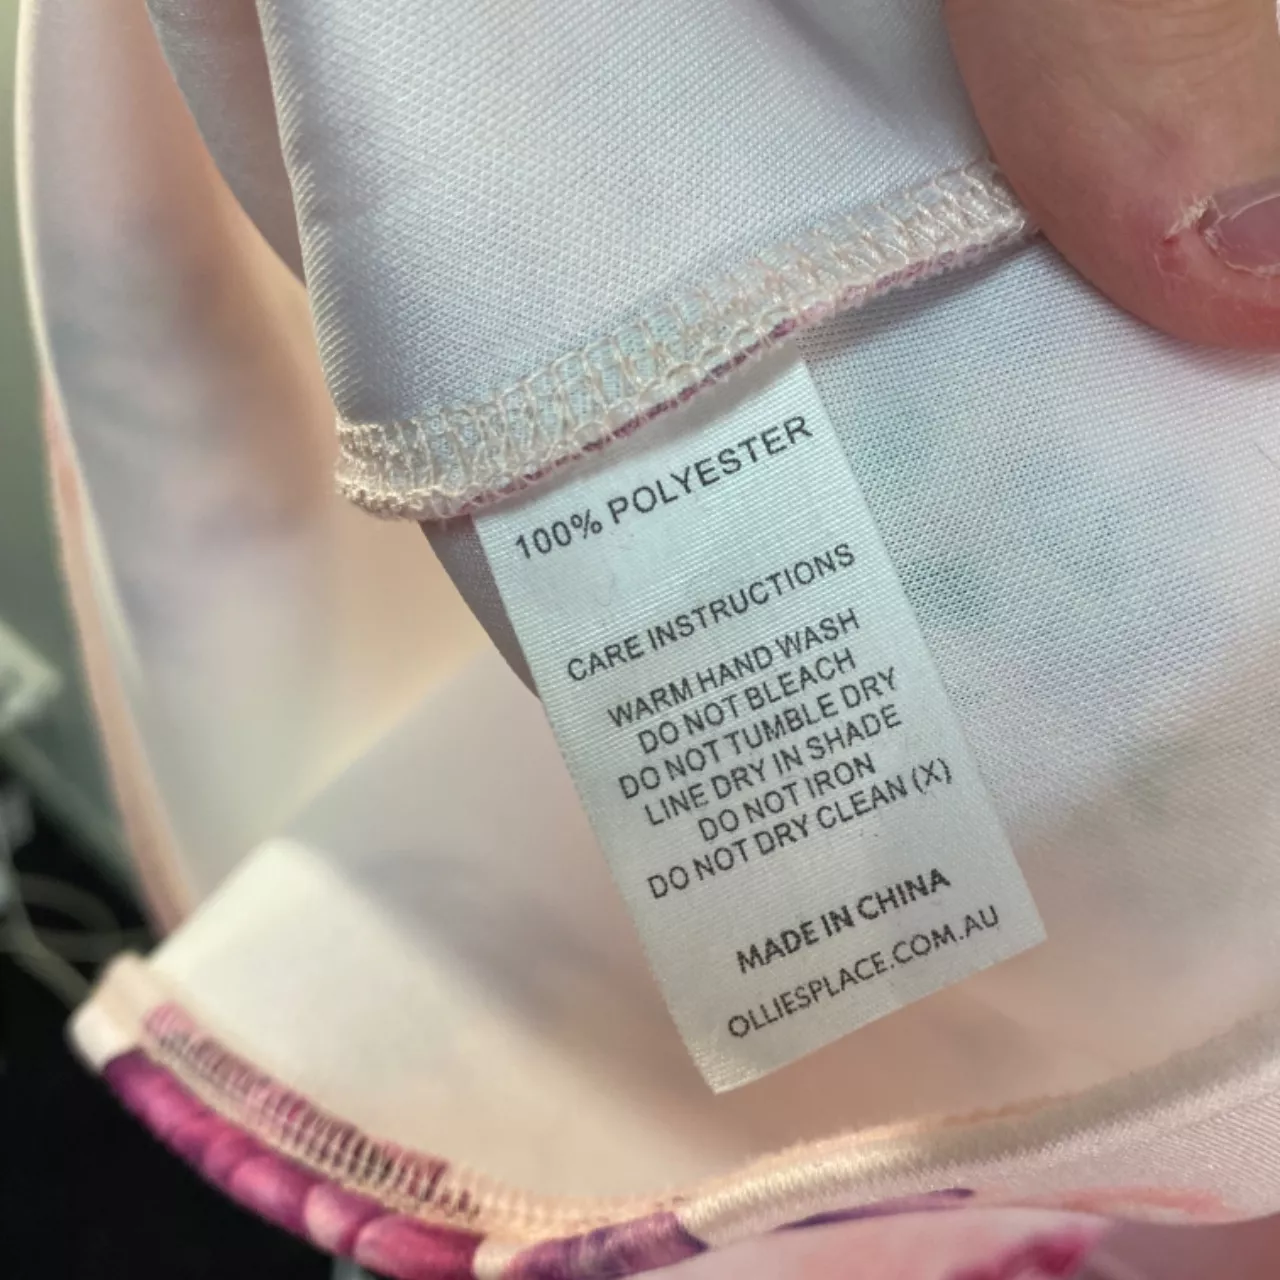 100% POLYESTER
CARE INSTRUCTIONS
WARM HAND WASH
DO NOT BLEACH
DO NOT TUMBLE DRY
LINE DRY IN SHADE
DO NOT IRON
DO NOT DRY CLEAN (X)
MADE IN CHINA
OLLIESPLACE.COM.AU